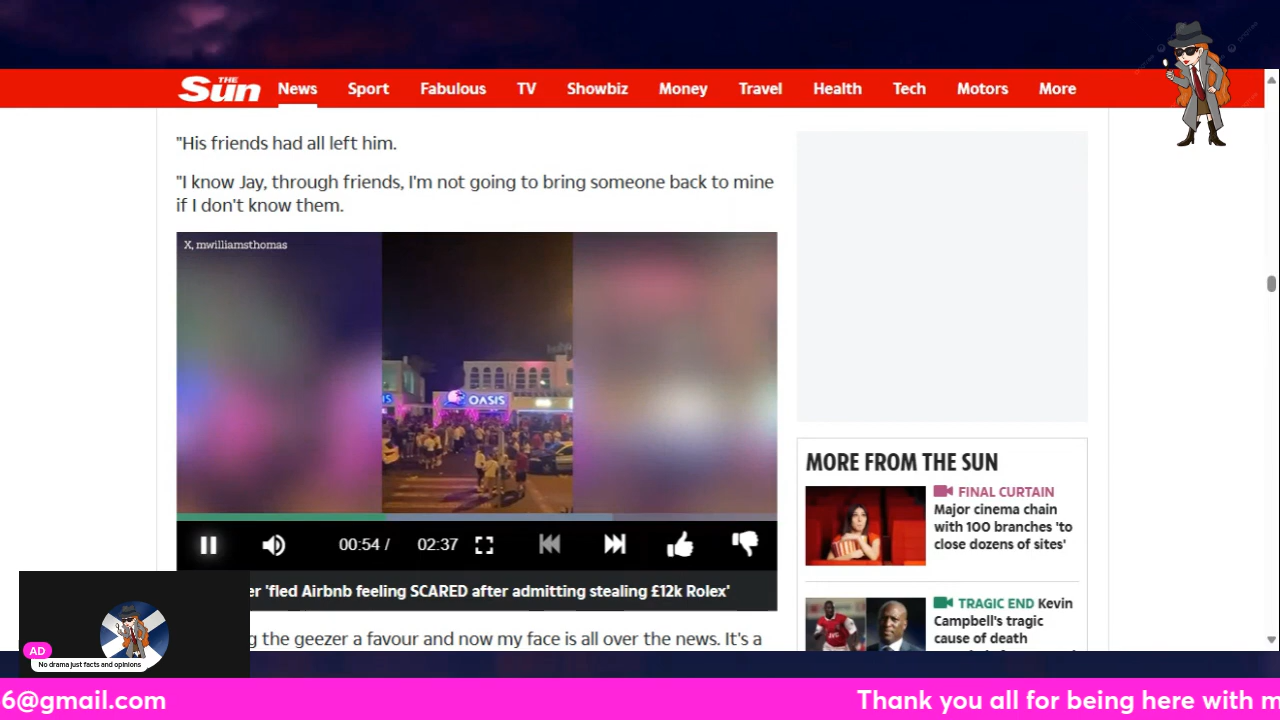 THE Sun
News Sport Fabulous TV Showbiz Money Travel Health Tech Motors More
"His friends had all left him.
"I know Jay, through friends, I'm not going to bring someone back to mine
if I don't know them.
X, mwilliamsthomas
OASIS
00:54 / 02:37
er 'fled Airbnb feeling SCARED after admitting stealing £12k Rolex'
g the geezer a favour and now my face is all over the news. It's a
MORE FROM THE SUN
FINAL CURTAIN
Major cinema chain
with 100 branches 'to
close dozens of sites'
TRAGIC END Kevin
Campbell's tragic
cause of death
AD
No drama just facts and opinions
6@gmail.com
Thank you all for being here with m